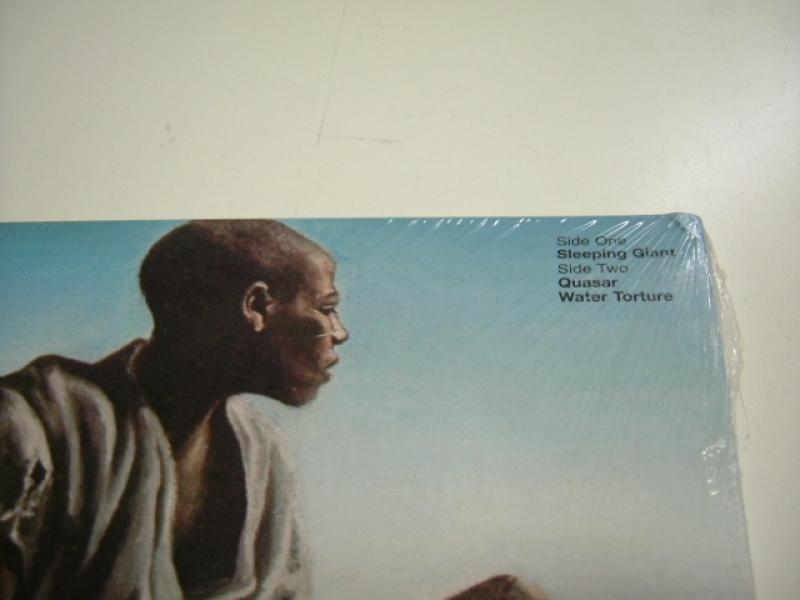 Side One
Sleeping Giant
Side Two
Quasar
Water Torture